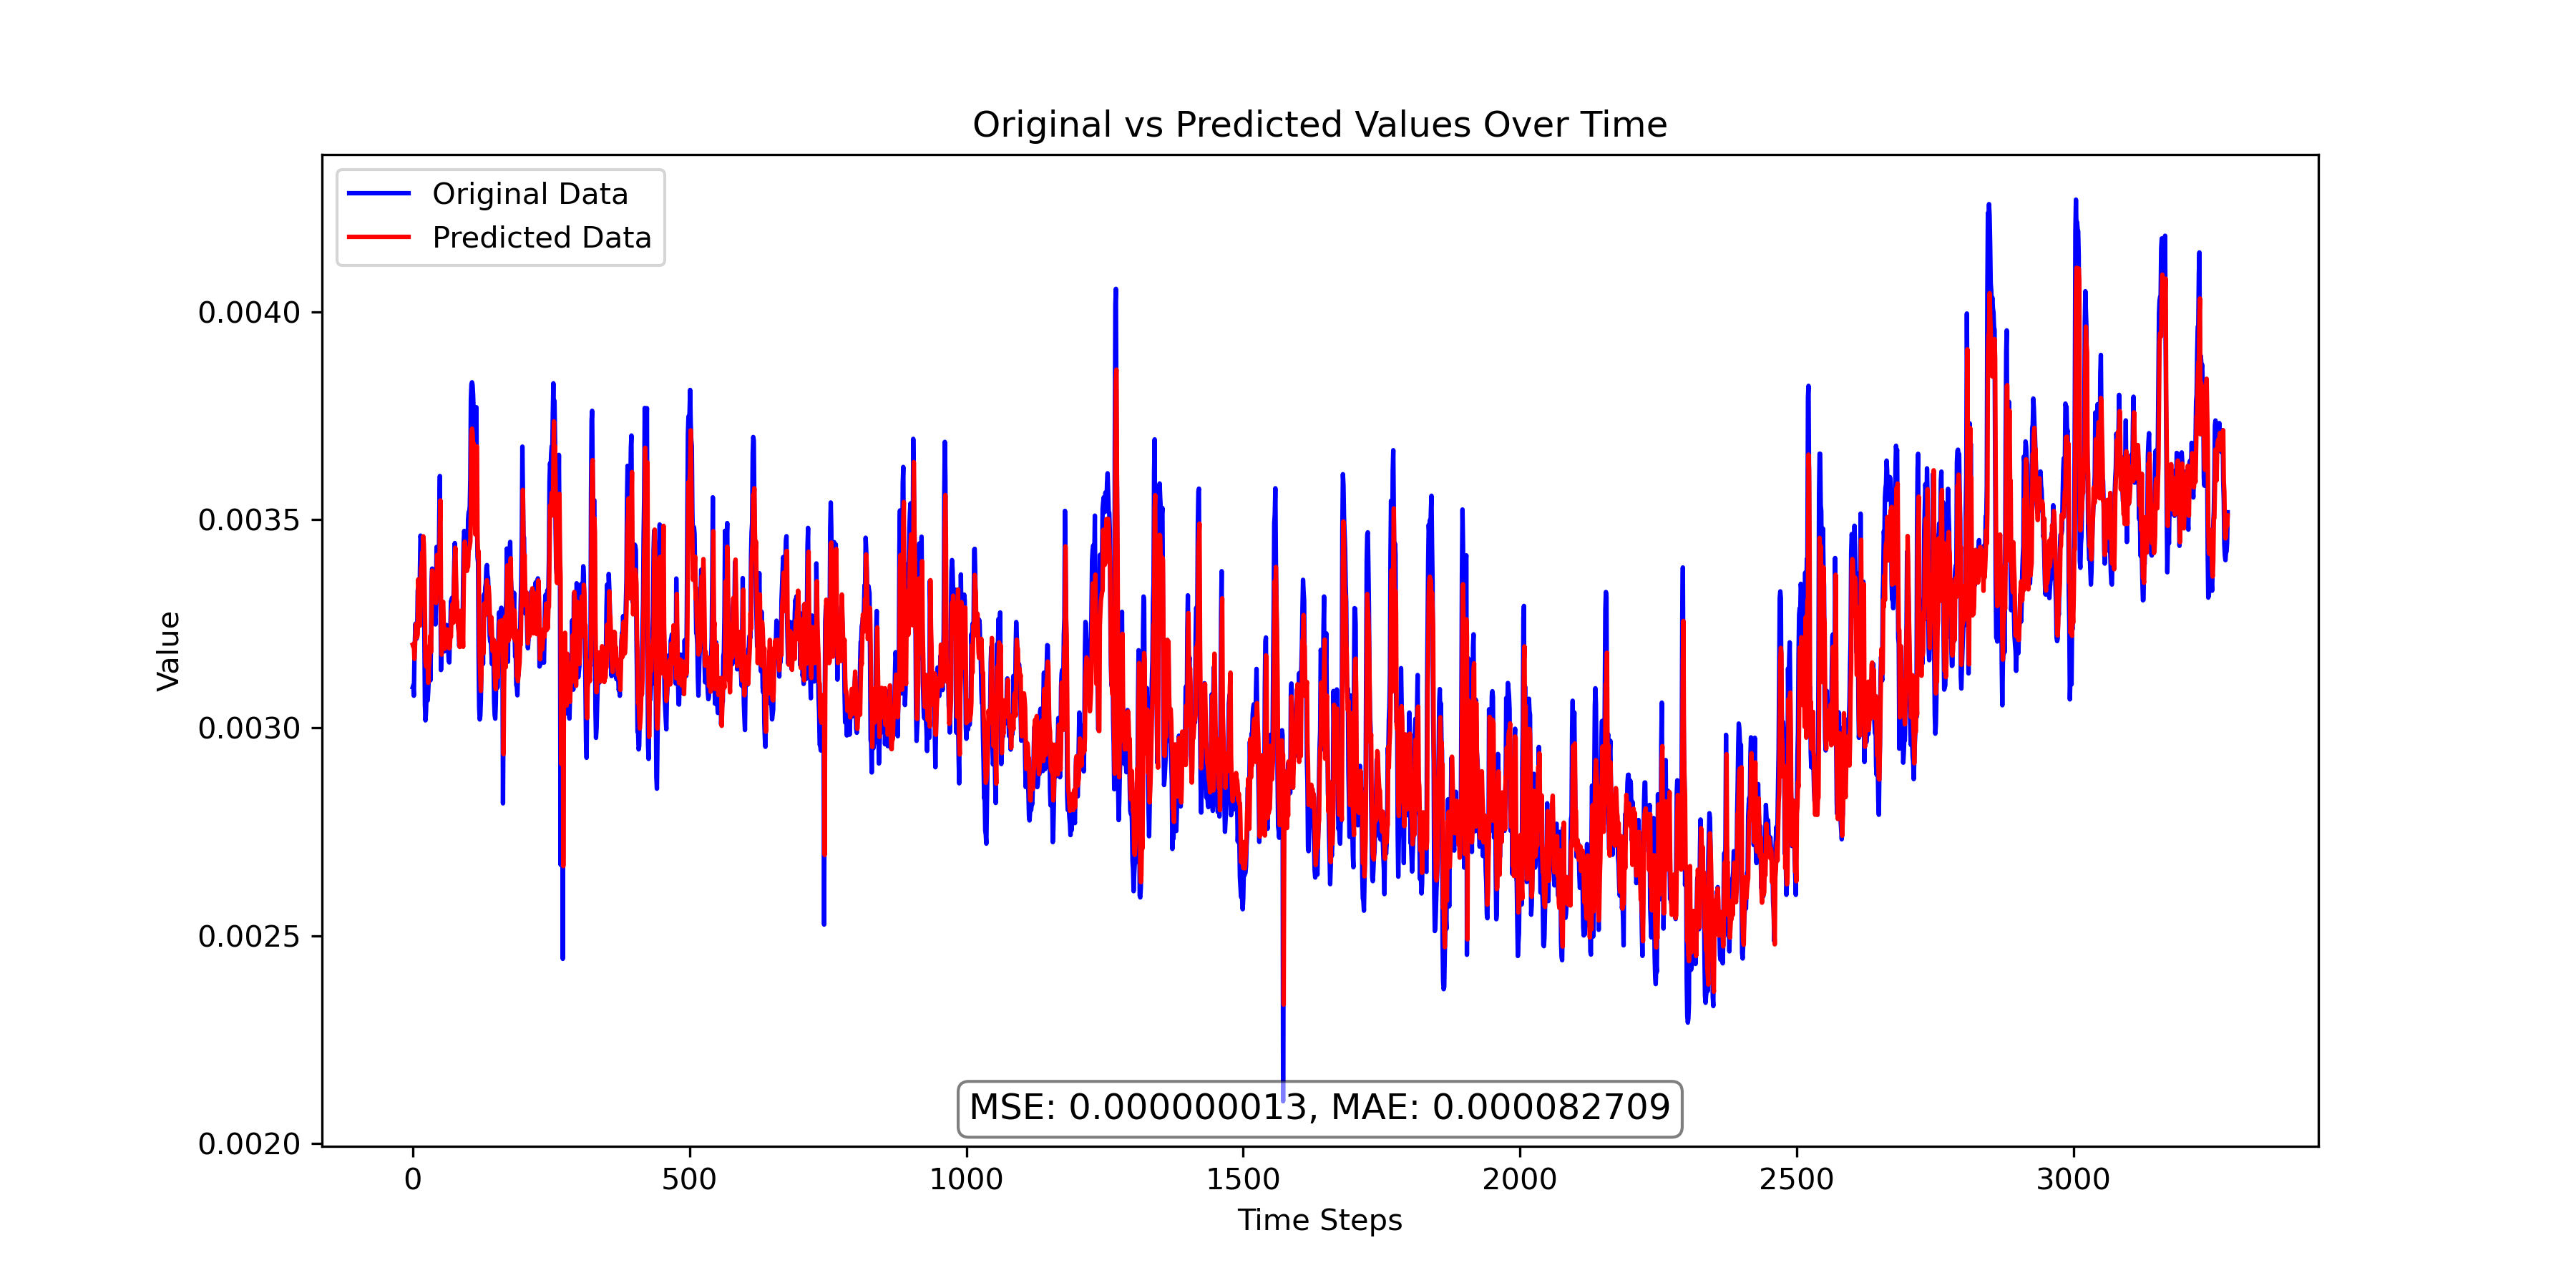 Original vs Predicted Values Over Time
Original Data
Predicted Data
Value
0.0040
0.0035
0.0030
0.0025
0.0020
MSE: 0.000000013, MAE: 0.000082709
0 500 1000 1500 2000 2500 3000
Time Steps